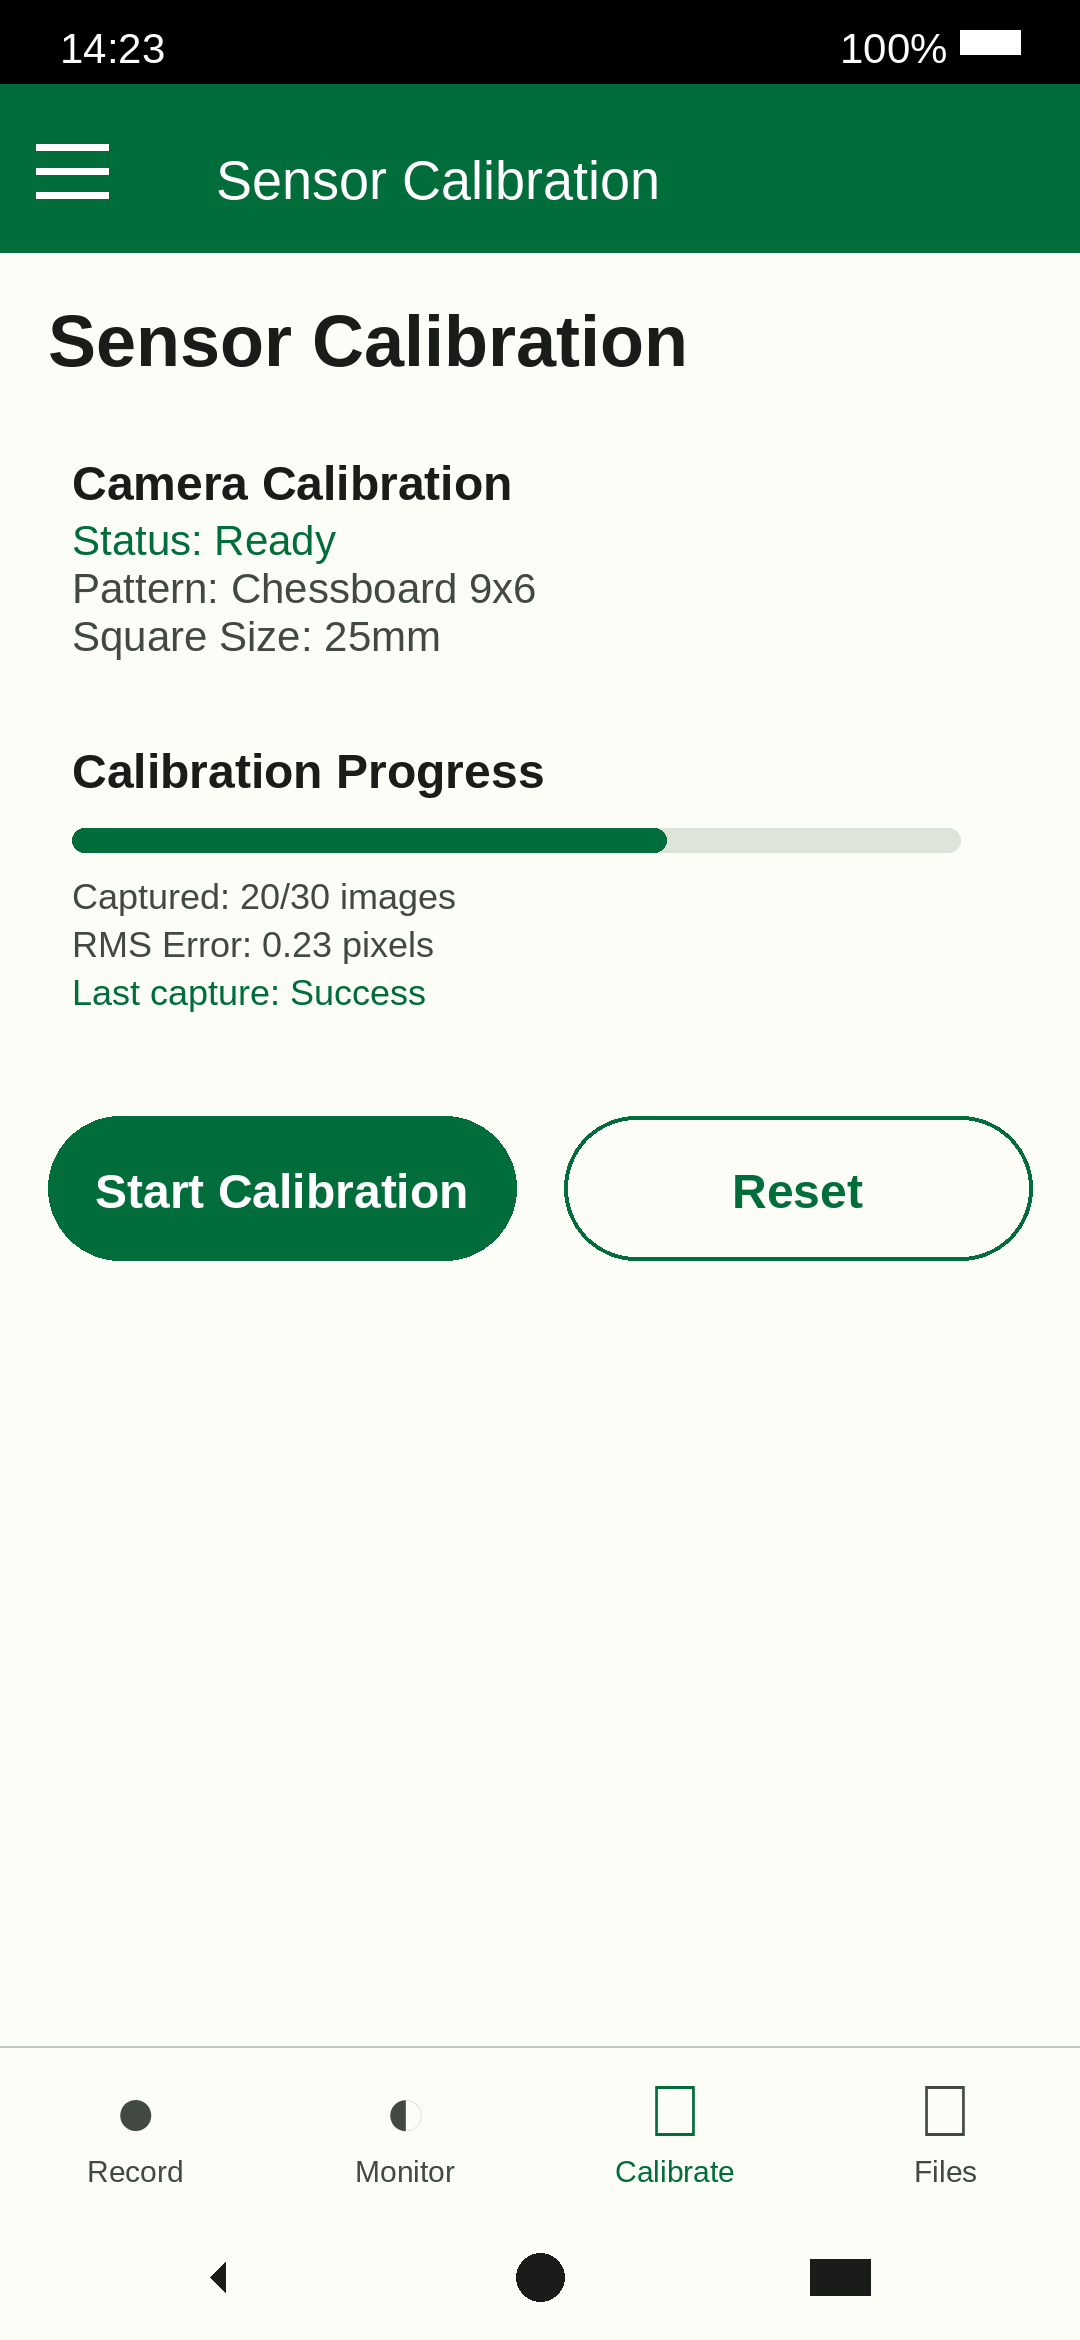 14:23
100%
Sensor Calibration
Sensor Calibration
Camera Calibration
Status: Ready
Pattern: Chessboard 9x6
Square Size: 25mm
Calibration Progress
Captured: 20/30 images
RMS Error: 0.23 pixels
Last capture: Success
Start Calibration
Reset
Record
Monitor
Calibrate
Files